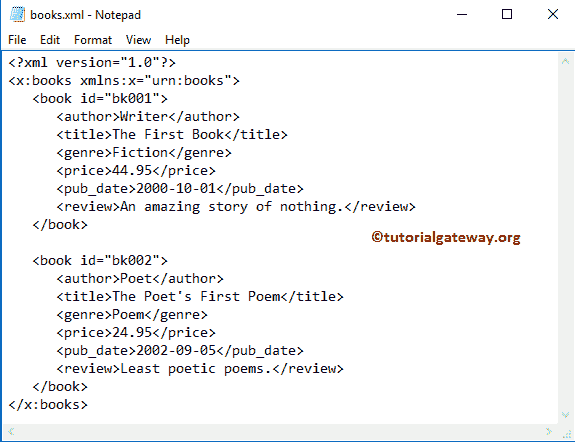 books.xml - Notepad
File Edit Format View Help
<?xml version="1.0"?>
<x:books xmlns:x="urn:books">
   <book id="bk001">
      <author>Writer</author>
      <title>The First Book</title>
      <genre>Fiction</genre>
      <price>44.95</price>
      <pub_date>2000-10-01</pub_date>
      <review>An amazing story of nothing.</review>
   </book>
©tutorialgateway.org
   <book id="bk002">
      <author>Poet</author>
      <title>The Poet's First Poem</title>
      <genre>Poem</genre>
      <price>24.95</price>
      <pub_date>2002-09-05</pub_date>
      <review>Least poetic poems.</review>
   </book>
</x:books>